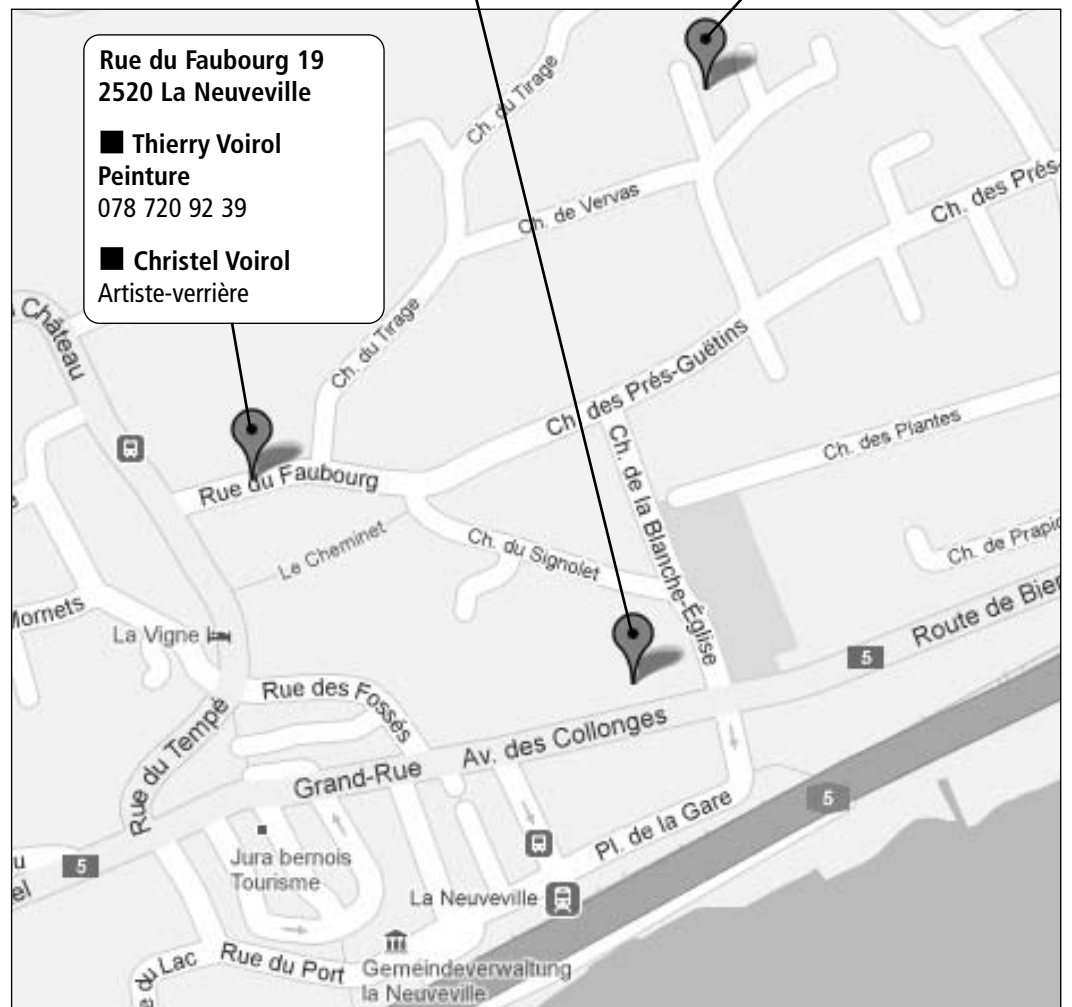 Rue du Faubourg 19
2520 La Neuveville
■ Thierry Voirol
Peinture
078 720 92 39
■ Christel Voirol
Artiste-verrière
Ch. du Tirage
Ch. de Vervas
Ch. des Prés-
Château
Ch. du Tirage
Ch. des Prés-Guëtins
Ch. des Plantes
Rue du Faubourg
Ch. de la Blanche-Église
Le Cheminet
Ch. du Signolet
Ch. de Prapic
Mornets
La Vigne
Route de Bien
5
Rue des Fossés
Rue du Tempé
Av. des Collonges
Grand-Rue
5
Pl. de la Gare
5
Jura bernois
Tourisme
La Neuveville
du Lac
Rue du Port
Gemeindeverwaltung
la Neuveville